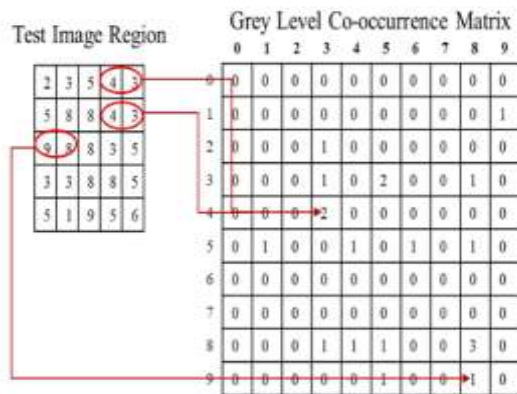 Grey Level Co-occurrence Matrix
Test Image Region
0 1 2 3 4 5 6 7 8 9
2 3 5 4 3
5 8 8 4 3
9 8 8 3 5
3 3 8 8 5
5 1 9 5 6
0 0 0 0 0 0 0 0 0 0 0
1 0 0 0 0 0 0 0 0 0 1
2 0 0 0 1 0 0 0 0 0 0
3 0 0 0 1 0 2 0 0 1 0
4 0 0 0 2 0 0 0 0 0 0
5 0 1 0 0 1 0 1 0 1 0
6 0 0 0 0 0 0 0 0 0 0
7 0 0 0 0 0 0 0 0 0 0
8 0 0 0 1 1 1 0 0 3 0
9 0 0 0 0 0 1 0 0 1 0